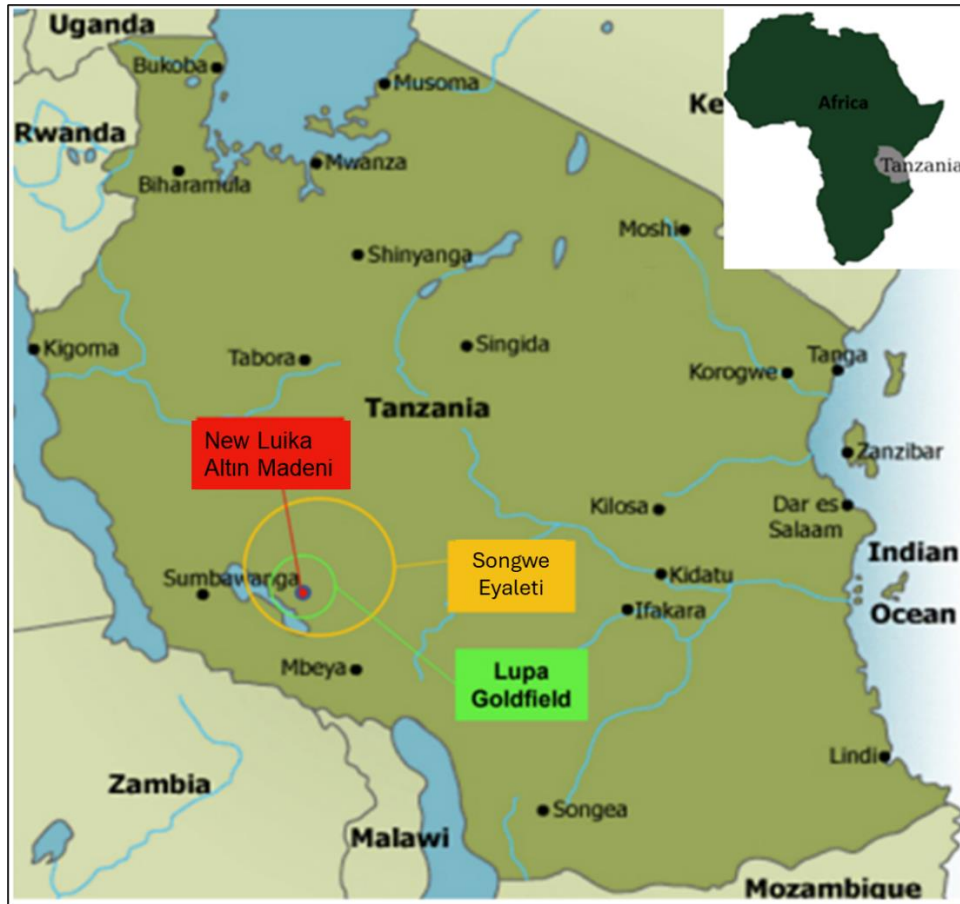 Uganda
Bukoba
Musoma
Ke
Africa
Tanzania
Rwanda
Mwanza
Biharamula
Moshi
Shinyanga
Kigoma
Tabora
Singida
Korogwe
Tanga
Tanzania
New Luika
Altın Madeni
Zanzibar
Kilosa
Dar es
Salaam
Songwe
Eyaleti
Indian
Ocean
Sumbawanga
Kidatu
Ifakara
Mbeya
Lupa
Goldfield
Lindi
Zambia
Songea
Malawi
Mozambique